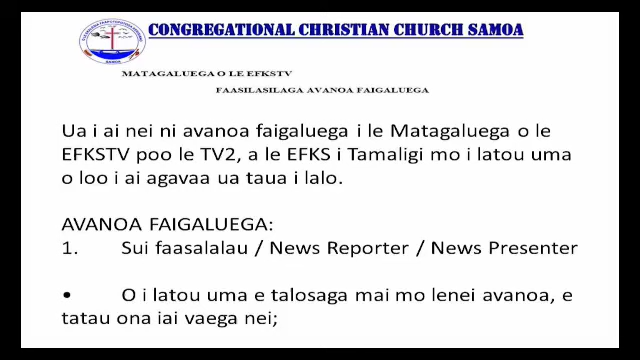 CONGREGATIONAL CHRISTIAN CHURCH SAMOA
MATAGALUEGA O LE EFKSTV
FAASILASILAGA AVANOA FAIGALUEGA
Ua i ai nei ni avanoa faigaluega i le Matagaluega o le
EFKSTV poo le TV2, a le EFKS i Tamaligi mo i latou uma
o loo i ai agavaa ua taua i lalo.
AVANOA FAIGALUEGA:
1. Sui faasalalau / News Reporter / News Presenter
• O i latou uma e talosaga mai mo lenei avanoa, e
tatau ona iai vaega nei;